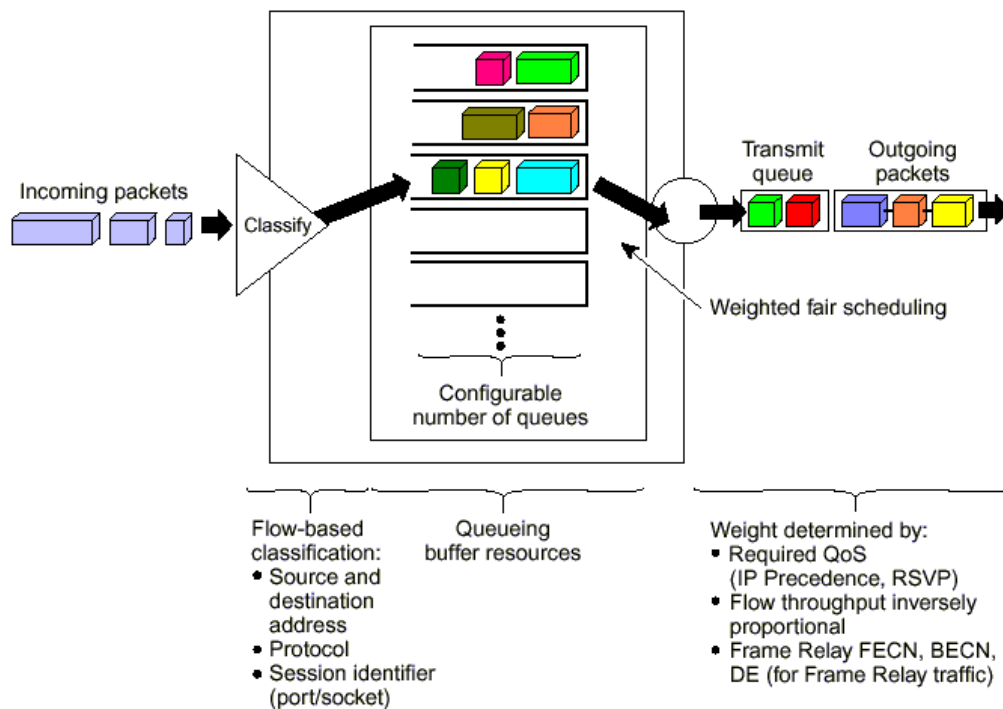 Incoming packets
Classify
Configurable
number of queues
Transmit
queue
Outgoing
packets
Weighted fair scheduling
Flow-based
classification:
• Source and
destination
address
• Protocol
• Session identifier
(port/socket)
Queueing
buffer resources
Weight determined by:
• Required QoS
(IP Precedence, RSVP)
• Flow throughput inversely
proportional
• Frame Relay FECN, BECN,
DE (for Frame Relay traffic)